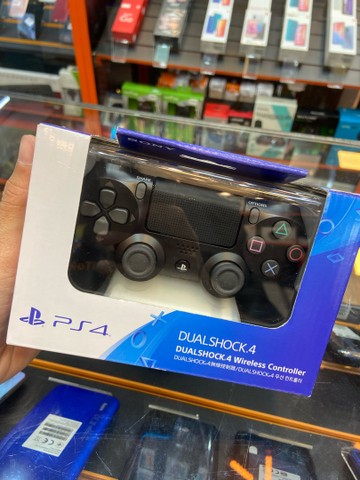 SONY
SHARE
OPTIONS
PS4
DUALSHOCK.4
DUALSHOCK.4 Wireless Controller
DUALSHOCK.4無線控制器/DUALSHOCK.4 무선 컨트롤러